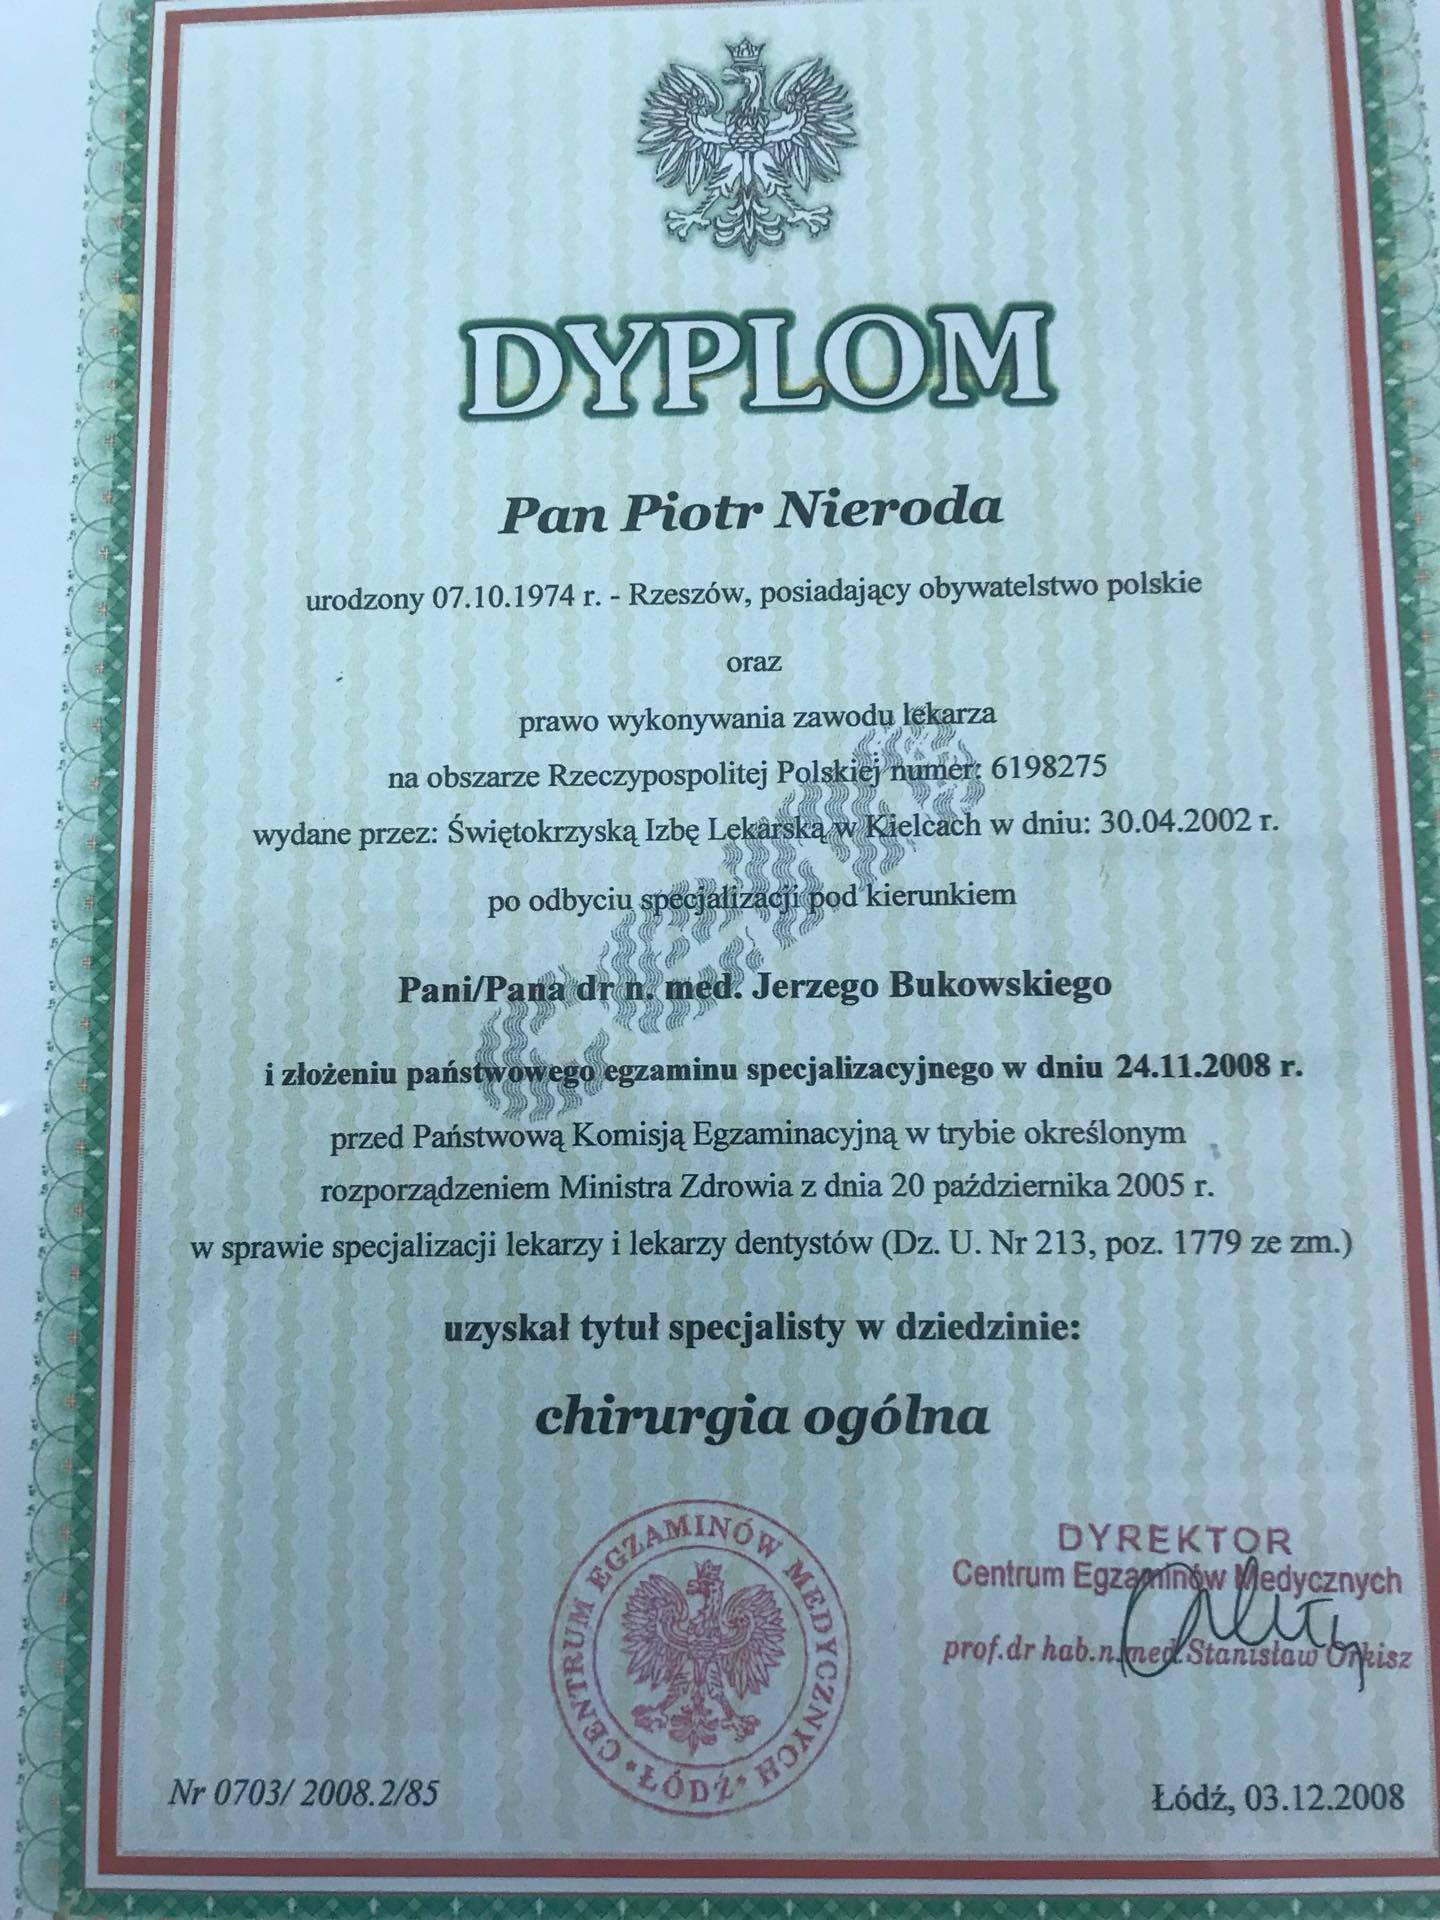 DYPLOM
Pan Piotr Nieroda
urodzony 07.10.1974 r. - Rzeszów, posiadający obywatelstwo polskie
oraz
prawo wykonywania zawodu lekarza
na obszarze Rzeczypospolitej Polskiej numer: 6198275
wydane przez: Świętokrzyską Izbę Lekarską w Kielcach w dniu: 30.04.2002 r.
po odbyciu specjalizacji pod kierunkiem
Pani/Pana dr n. med. Jerzego Bukowskiego
i złożeniu państwowego egzaminu specjalizacyjnego w dniu 24.11.2008 r.
przed Państwową Komisją Egzaminacyjną w trybie określonym
rozporządzeniem Ministra Zdrowia z dnia 20 października 2005 r.
w sprawie specjalizacji lekarzy i lekarzy dentystów (Dz. U. Nr 213, poz. 1779 ze zm.)
uzyskał tytuł specjalisty w dziedzinie:
chirurgia ogólna
CENTRUM EGZAMINÓW MEDYCZNYCH
* ŁÓDŹ *
DYREKTOR
Centrum Egzaminów Medycznych
prof.dr hab.n.med.Stanisław Orkisz
Nr 0703/ 2008.2/85
Łódź, 03.12.2008